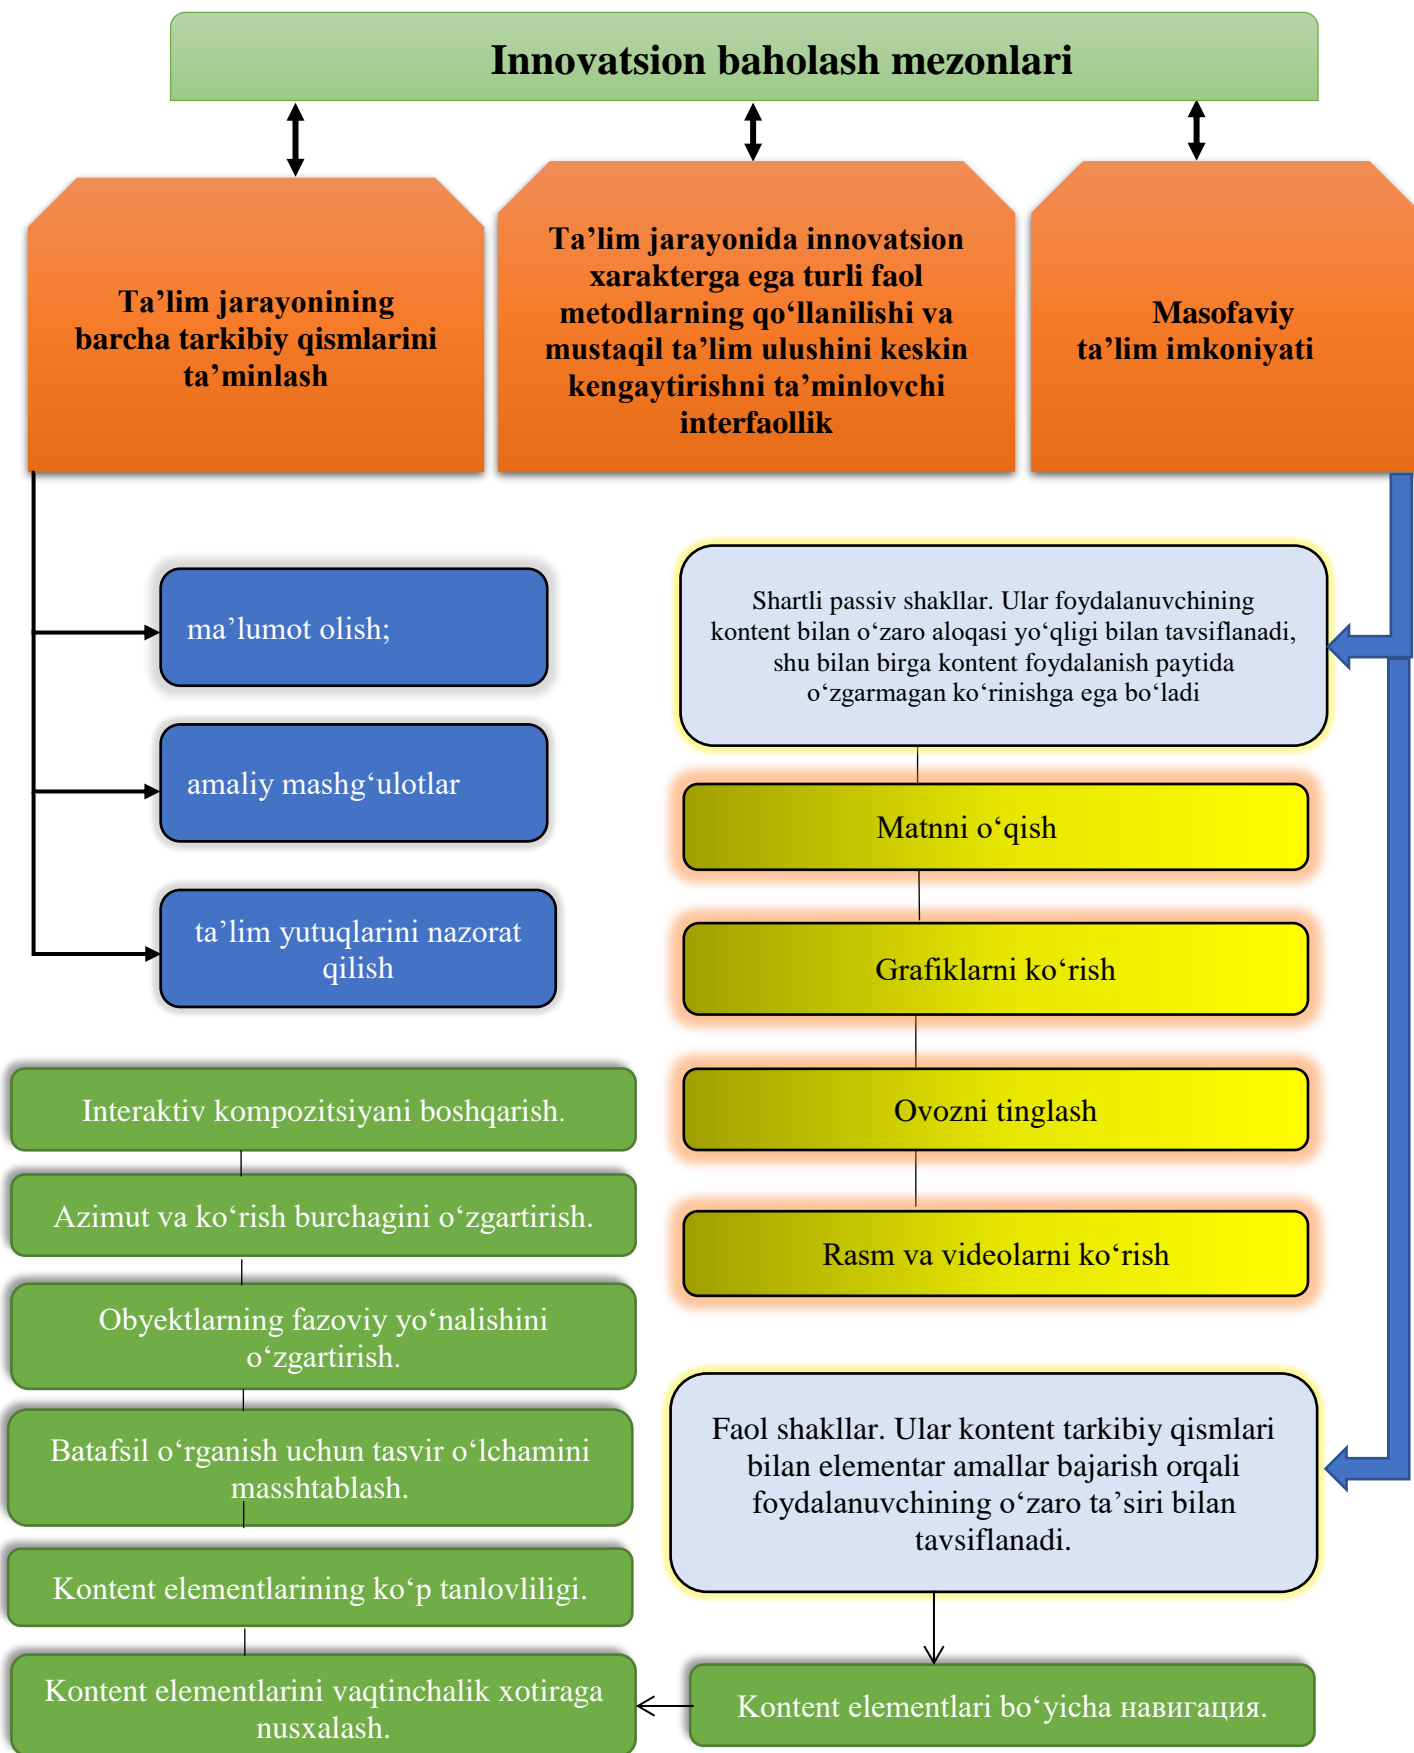 Innovatsion baholash mezonlari
Ta’lim jarayonining
barcha tarkibiy qismlarini
ta’minlash
Ta’lim jarayonida innovatsion
xarakterga ega turli faol
metodlarning qo‘llanilishi va
mustaqil ta’lim ulushini keskin
kengaytirishni ta’minlovchi
interfaollik
Masofaviy
ta’lim imkoniyati
ma’lumot olish;
amaliy mashg‘ulotlar
ta’lim yutuqlarini nazorat
qilish
Shartli passiv shakllar. Ular foydalanuvchining
kontent bilan o‘zaro aloqasi yo‘qligi bilan tavsiflanadi,
shu bilan birga kontent foydalanish paytida
o‘zgarmagan ko‘rinishga ega bo‘ladi
Matnni o‘qish
Grafiklarni ko‘rish
Ovozni tinglash
Rasm va videolarni ko‘rish
Faol shakllar. Ular kontent tarkibiy qismlari
bilan elementar amallar bajarish orqali
foydalanuvchining o‘zaro ta’siri bilan
tavsiflanadi.
Interaktiv kompozitsiyani boshqarish.
Azimut va ko‘rish burchagini o‘zgartirish.
Obyektlarning fazoviy yo‘nalishini
o‘zgartirish.
Batafsil o‘rganish uchun tasvir o‘lchamini
masshtablash.
Kontent elementlarining ko‘p tanlovliligi.
Kontent elementlarini vaqtinchalik xotiraga
nusxalash.
Kontent elementlari bo‘yicha навигация.